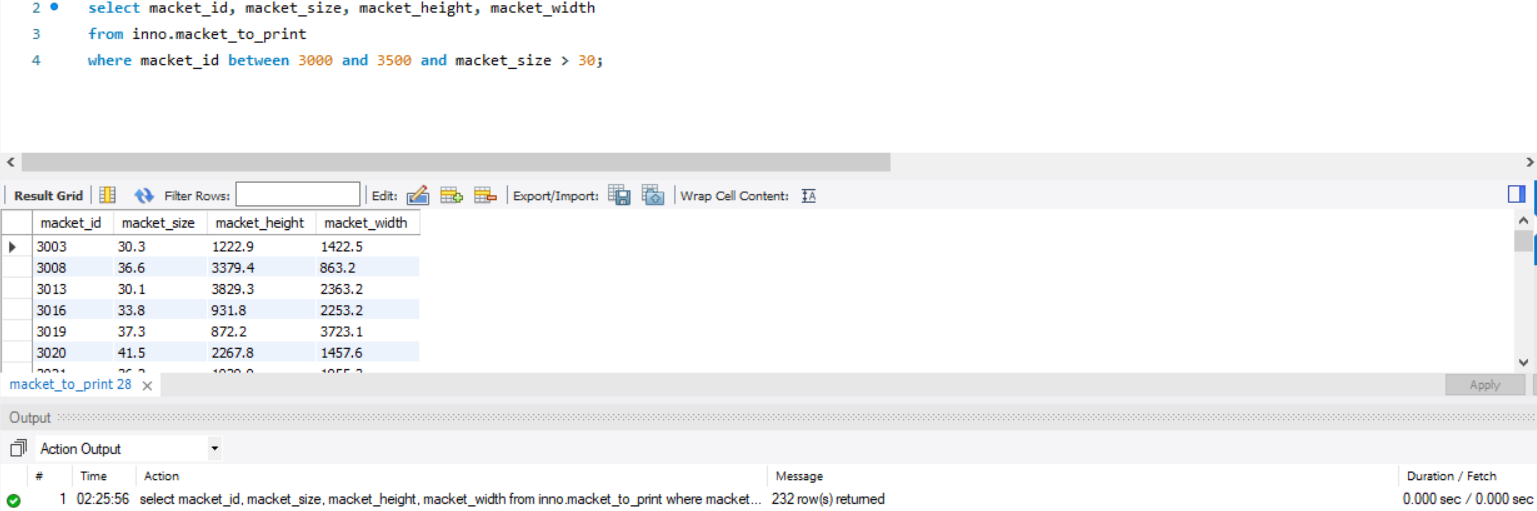 2 select macket_id, macket_size, macket_height, macket_width
3 from inno.macket_to_print
4 where macket_id between 3000 and 3500 and macket_size > 30;
Result Grid Filter Rows: Edit: Export/Import: Wrap Cell Content:
macket_id macket_size macket_height macket_width
3003 30.3 1222.9 1422.5
3008 36.6 3379.4 863.2
3013 30.1 3829.3 2363.2
3016 33.8 931.8 2253.2
3019 37.3 872.2 3723.1
3020 41.5 2267.8 1457.6
macket_to_print 28 Apply
Output
Action Output
# Time Action Message Duration / Fetch
1 02:25:56 select macket_id, macket_size, macket_height, macket_width from inno.macket_to_print where macket... 232 row(s) returned 0.000 sec / 0.000 sec